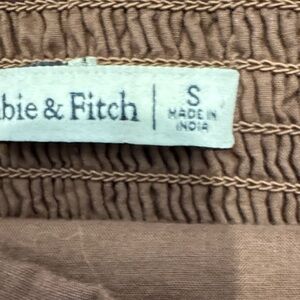 bie & Fitch | S
MADE IN
INDIA